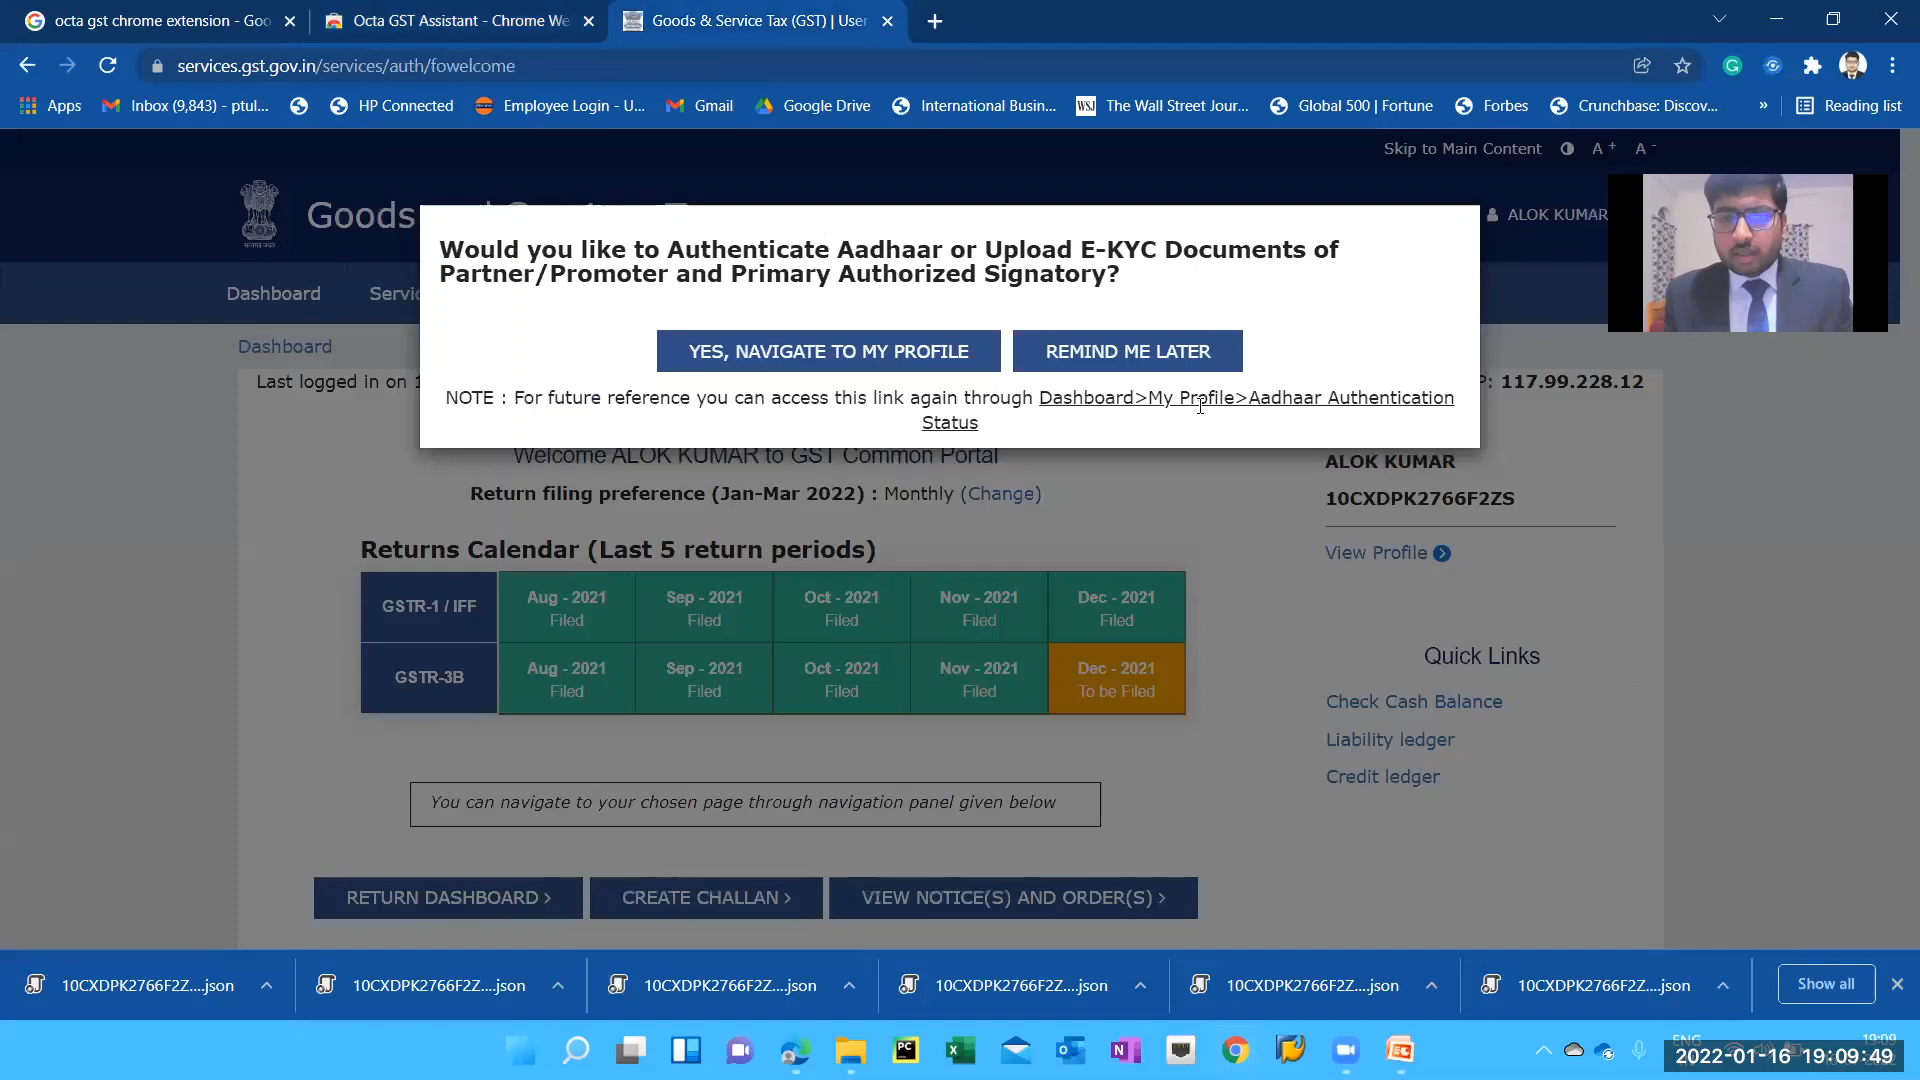 octa gst chrome extension - Goo
Octa GST Assistant - Chrome We
Goods & Service Tax (GST) | User
services.gst.gov.in/services/auth/fowelcome
Apps
Inbox (9,843) - ptul...
HP Connected
Employee Login - U...
Gmail
Google Drive
International Busin...
WSJ
The Wall Street Jour...
Global 500 | Fortune
Forbes
Crunchbase: Discov...
»
Reading list
Skip to Main Content
A +
A -
Goods
ALOK KUMAR
Would you like to Authenticate Aadhaar or Upload E-KYC Documents of
Partner/Promoter and Primary Authorized Signatory?
Dashboard
Servic
YES, NAVIGATE TO MY PROFILE
REMIND ME LATER
Dashboard
Last logged in on 1
P: 117.99.228.12
NOTE : For future reference you can access this link again through Dashboard>My Profile>Aadhaar Authentication
Status
Welcome ALOK KUMAR to GST Common Portal
ALOK KUMAR
Return filing preference (Jan-Mar 2022) : Monthly (Change)
10CXDPK2766F2ZS
Returns Calendar (Last 5 return periods)
View Profile
GSTR-1 / IFF
Aug - 2021
Filed
Sep - 2021
Filed
Oct - 2021
Filed
Nov - 2021
Filed
Dec - 2021
Filed
GSTR-3B
Aug - 2021
Filed
Sep - 2021
Filed
Oct - 2021
Filed
Nov - 2021
Filed
Dec - 2021
To be Filed
Quick Links
Check Cash Balance
Liability ledger
Credit ledger
You can navigate to your chosen page through navigation panel given below
RETURN DASHBOARD >
CREATE CHALLAN >
VIEW NOTICE(S) AND ORDER(S) >
10CXDPK2766F2Z....json
10CXDPK2766F2Z....json
10CXDPK2766F2Z....json
10CXDPK2766F2Z....json
10CXDPK2766F2Z....json
10CXDPK2766F2Z....json
Show all
2022-01-16 19:09:49